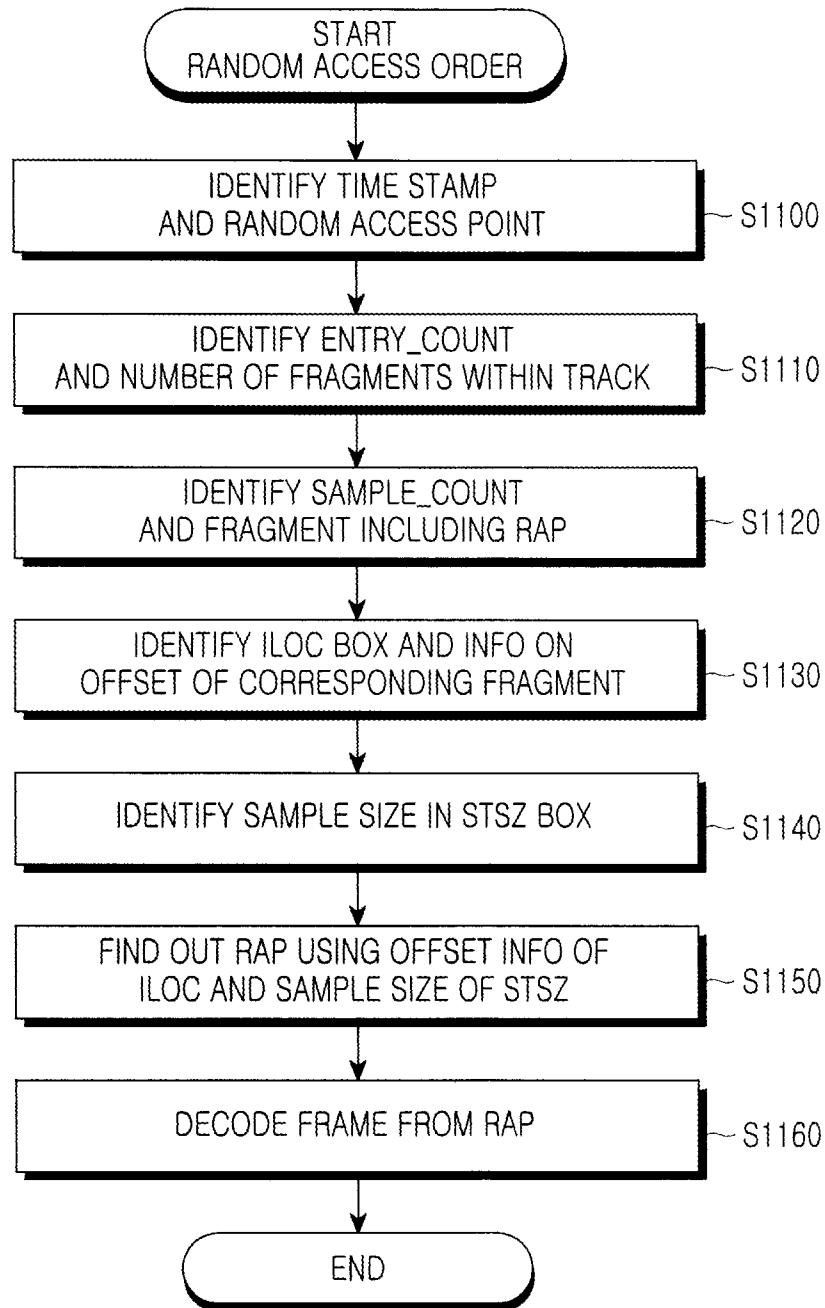 START
RANDOM ACCESS ORDER
IDENTIFY TIME STAMP
AND RANDOM ACCESS POINT
S1100
IDENTIFY ENTRY_COUNT
AND NUMBER OF FRAGMENTS WITHIN TRACK
S1110
IDENTIFY SAMPLE_COUNT
AND FRAGMENT INCLUDING RAP
S1120
IDENTIFY ILOC BOX AND INFO ON
OFFSET OF CORRESPONDING FRAGMENT
S1130
IDENTIFY SAMPLE SIZE IN STSZ BOX
S1140
FIND OUT RAP USING OFFSET INFO OF
ILOC AND SAMPLE SIZE OF STSZ
S1150
DECODE FRAME FROM RAP
S1160
END